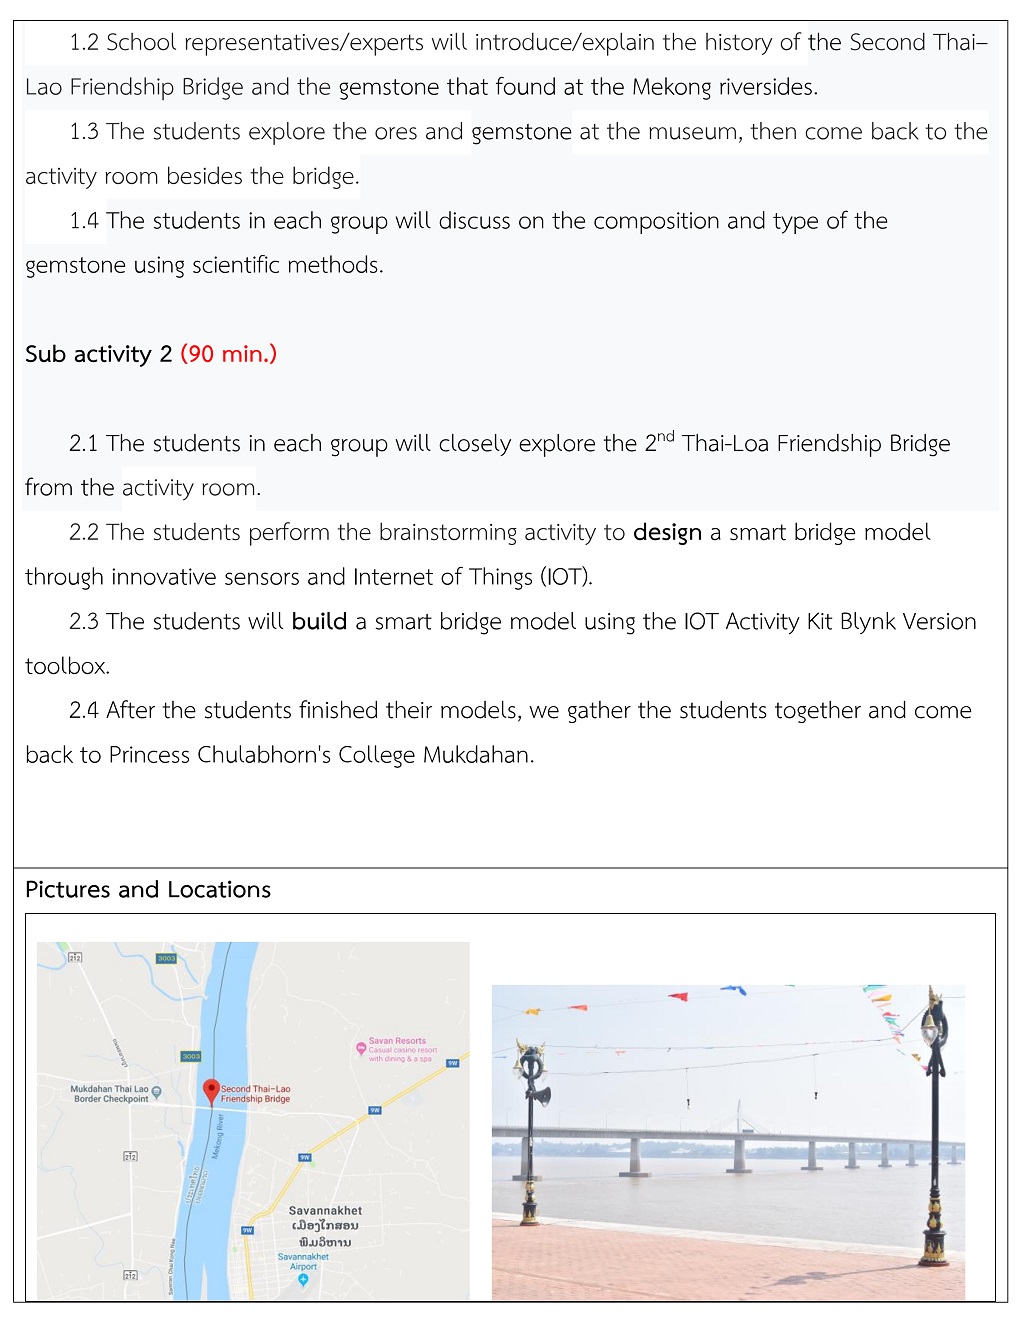 1.2 School representatives/experts will introduce/explain the history of the Second Thai–
Lao Friendship Bridge and the gemstone that found at the Mekong riversides.
1.3 The students explore the ores and gemstone at the museum, then come back to the
activity room besides the bridge.
1.4 The students in each group will discuss on the composition and type of the
gemstone using scientific methods.
Sub activity 2 (90 min.)
2.1 The students in each group will closely explore the 2nd Thai-Loa Friendship Bridge
from the activity room.
2.2 The students perform the brainstorming activity to design a smart bridge model
through innovative sensors and Internet of Things (IOT).
2.3 The students will build a smart bridge model using the IOT Activity Kit Blynk Version
toolbox.
2.4 After the students finished their models, we gather the students together and come
back to Princess Chulabhorn's College Mukdahan.
Pictures and Locations
212
3003
3003
Savan Resorts
Casual casino resort
with dining & a spa
9W
Mukdahan Thai Lao
Border Checkpoint
Second Thai–Lao
Friendship Bridge
9W
Mekong River
212
9W
Savannakhet
ເມືອງໄກສອນ
ພົມວິຫານ
9W
Savannakhet
Airport
212